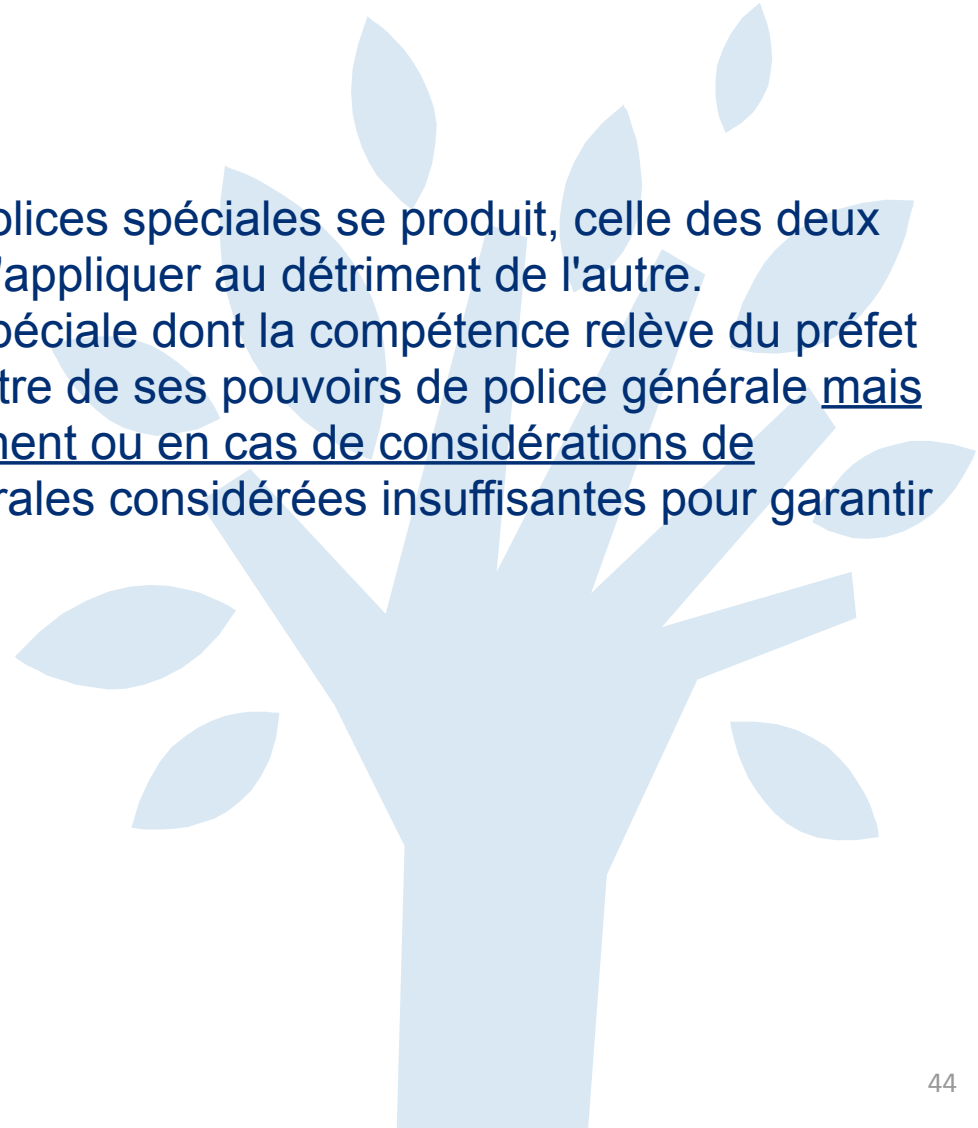 olices spéciales se produit, celle des deux
'appliquer au détriment de l'autre.
péciale dont la compétence relève du préfet
tre de ses pouvoirs de police générale mais
nent ou en cas de considérations de
rales considérées insuffisantes pour garantir
44